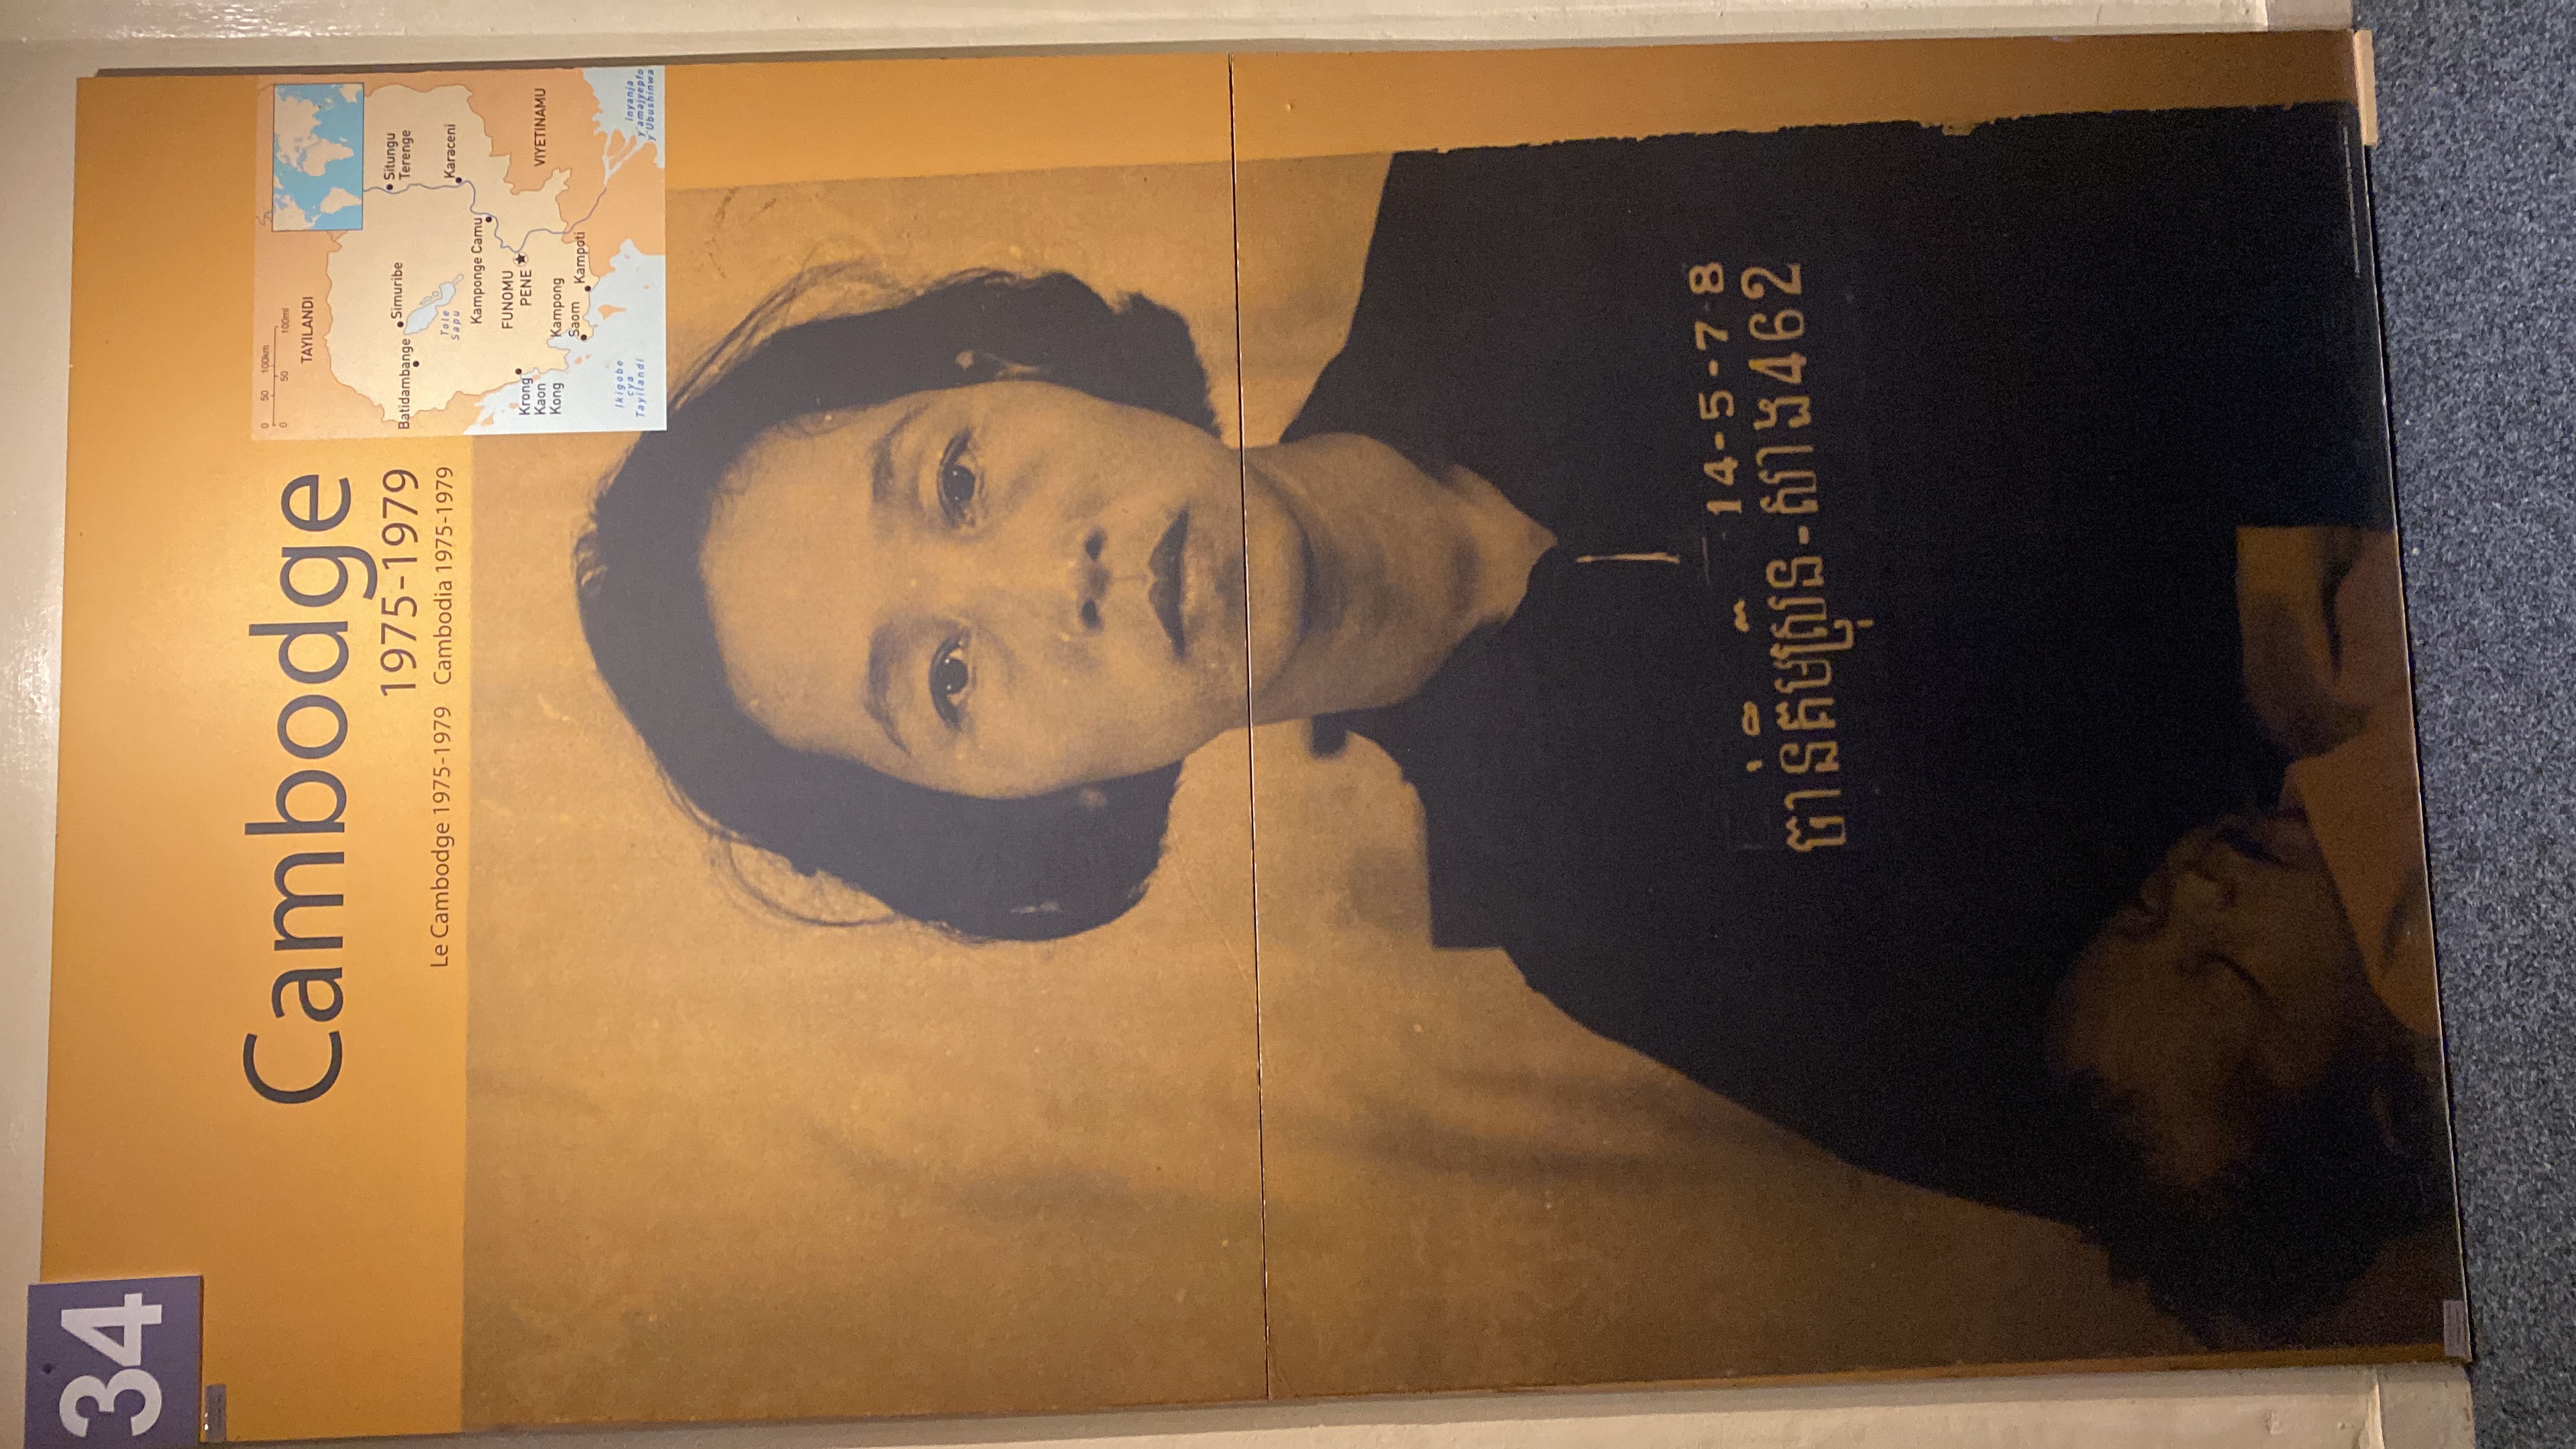 34
Cambodge
1975-1979
Le Cambodge 1975-1979 Cambodia 1975-1979
0 50 100km
0 50 100ml
TAYILANDI
Situngu
Terenge
Simuribe
Batidambange
Tole
Sapu
Karaceni
Kamponge Camu
FUNOMU
PENE
Krong
Kaon
Kong
VIYETINAMU
Kampong
Saom
Kampoti
Ikigobe
cya
Tayilandi
Inyanja
y'amajyepfo
y'Ubushinwa
14-5-7-8
ចាន់គឹមស្រ៊ុន-សាង462